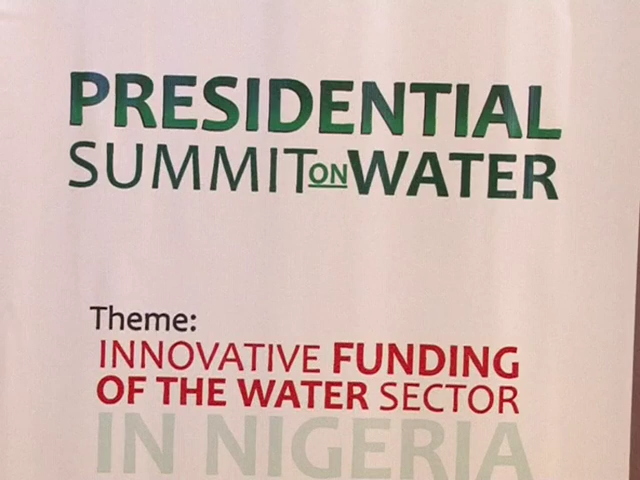 PRESIDENTIAL
SUMMIT ON WATER
Theme:
INNOVATIVE FUNDING
OF THE WATER SECTOR
IN NIGERIA